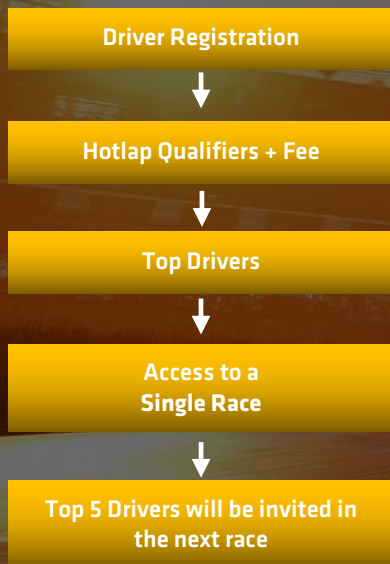 Driver Registration
Hotlap Qualifiers + Fee
Top Drivers
Access to a
Single Race
Top 5 Drivers will be invited in
the next race